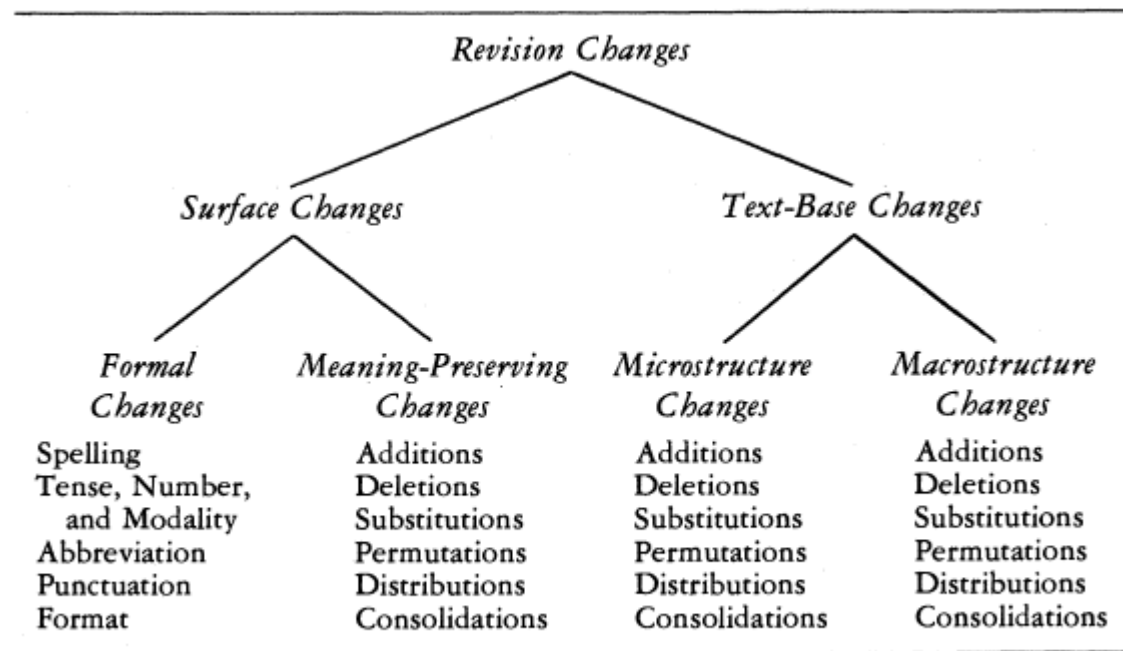 Revision Changes
Surface Changes
Text-Base Changes
Formal
Changes
Spelling
Tense, Number,
and Modality
Abbreviation
Punctuation
Format
Meaning-Preserving
Changes
Additions
Deletions
Substitutions
Permutations
Distributions
Consolidations
Microstructure
Changes
Additions
Deletions
Substitutions
Permutations
Distributions
Consolidations
Macrostructure
Changes
Additions
Deletions
Substitutions
Permutations
Distributions
Consolidations